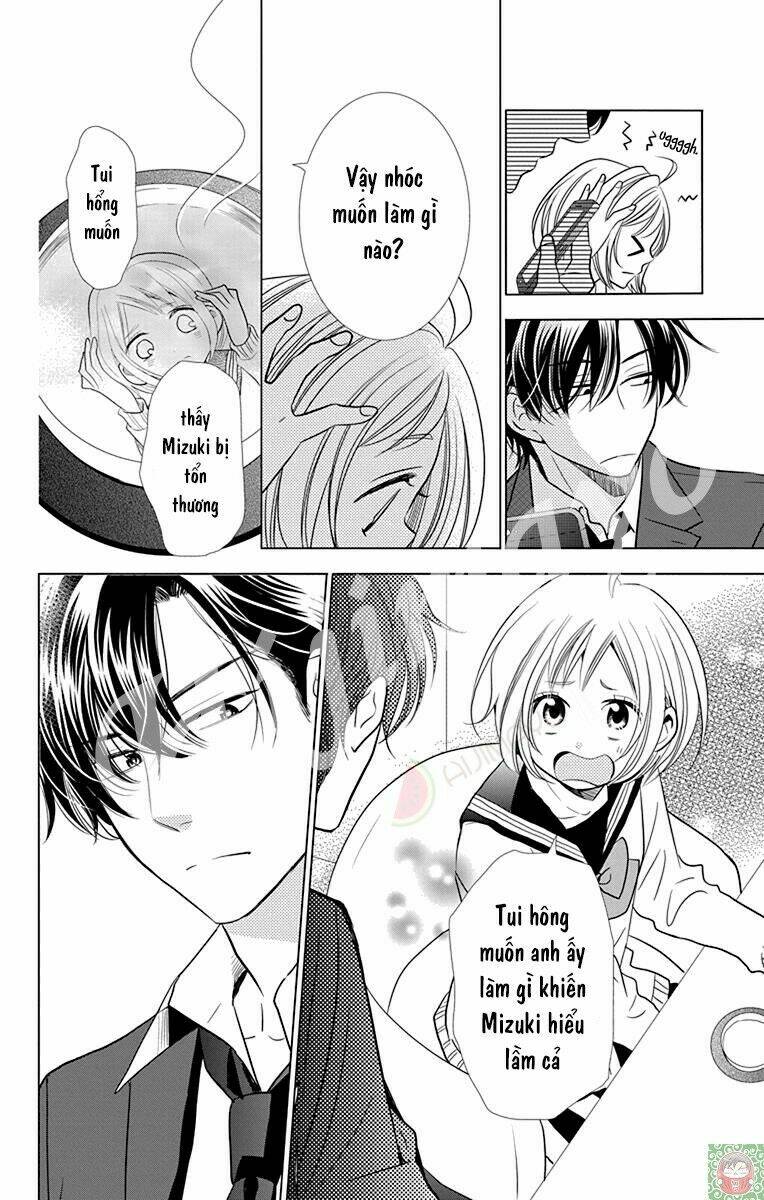 Oggggh.
Vậy nhóc
muốn làm gì
nào?
Tui
hổng
muốn
thấy
Mizuki bị
tổn
thương
Tui hông
muốn anh ấy
làm gì khiến
Mizuki hiểu
lầm cả